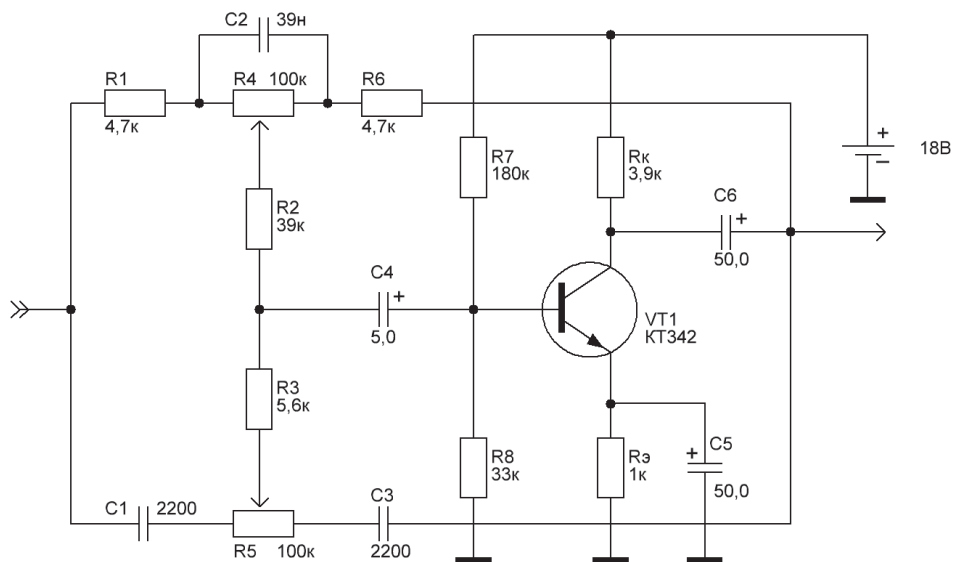 C2 39н
R1
R4 100к
R6
4,7к
4,7к
R7
180к
Rк
3,9к
+
–
18В
R2
39к
C6
+
50,0
C4
+
5,0
VT1
КТ342
R3
5,6к
R8
33к
Rэ
1к
C5
+
50,0
C1 2200
C3
2200
R5 100к